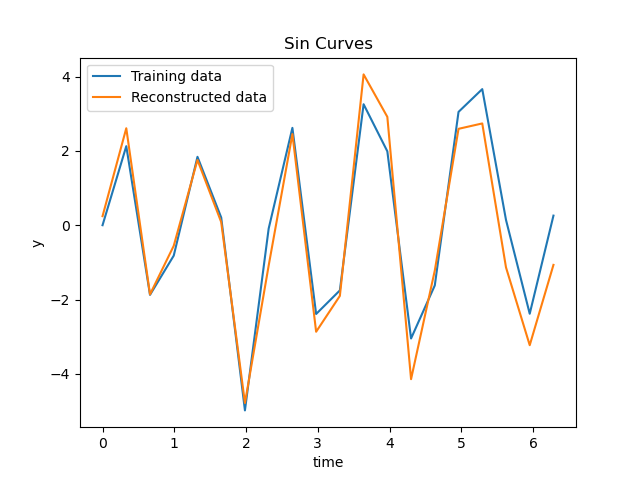 Sin Curves
Training data
Reconstructed data
4
2
0
−2
−4
y
0 1 2 3 4 5 6
time